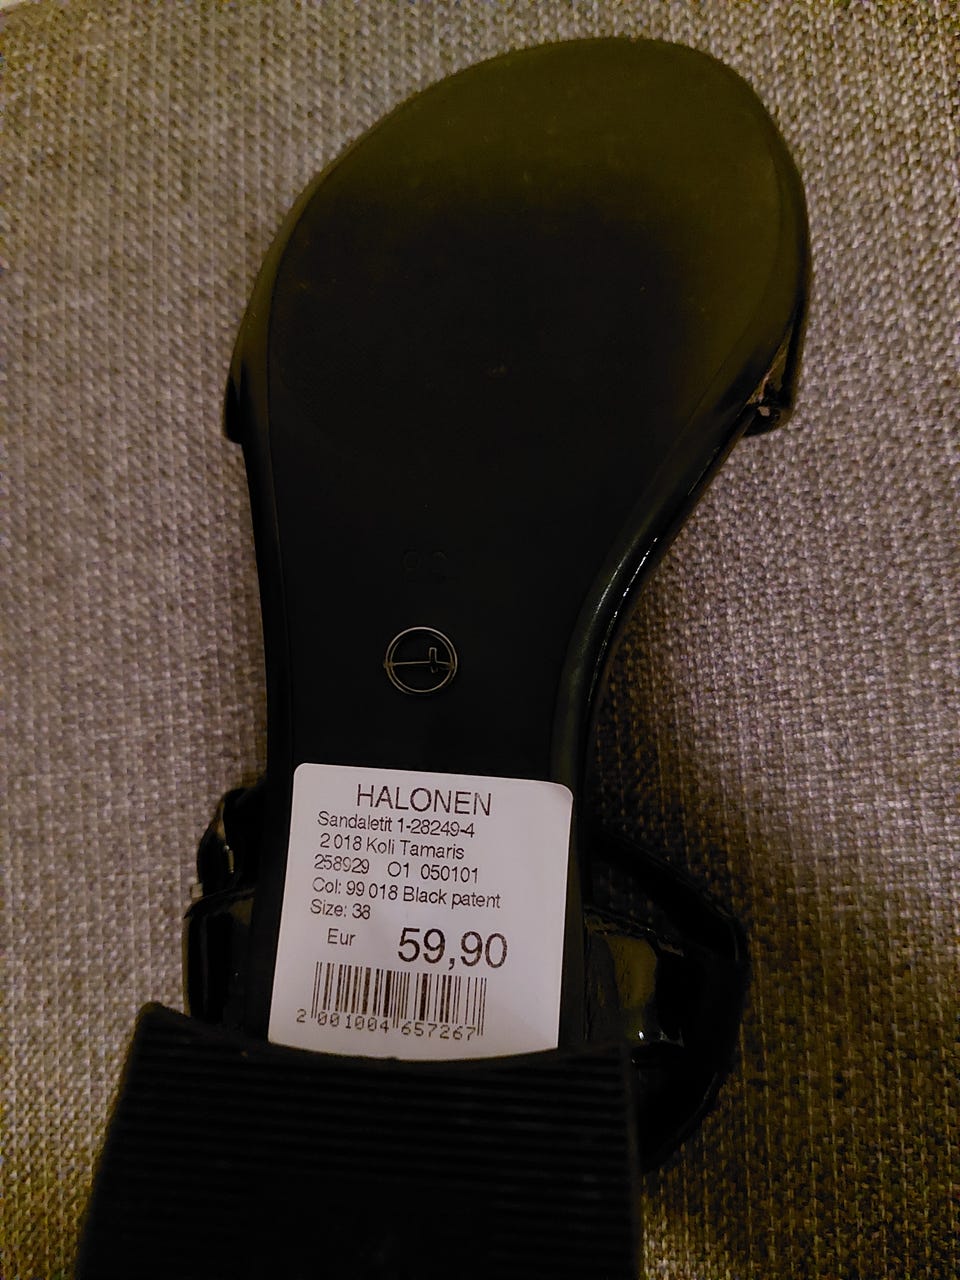 38
HALONEN
Sandaletit 1-28249-4
2 018 Koli Tamaris
258929 O1 050101
Col: 99 018 Black patent
Size: 38
Eur 59,90
2 001004 657267